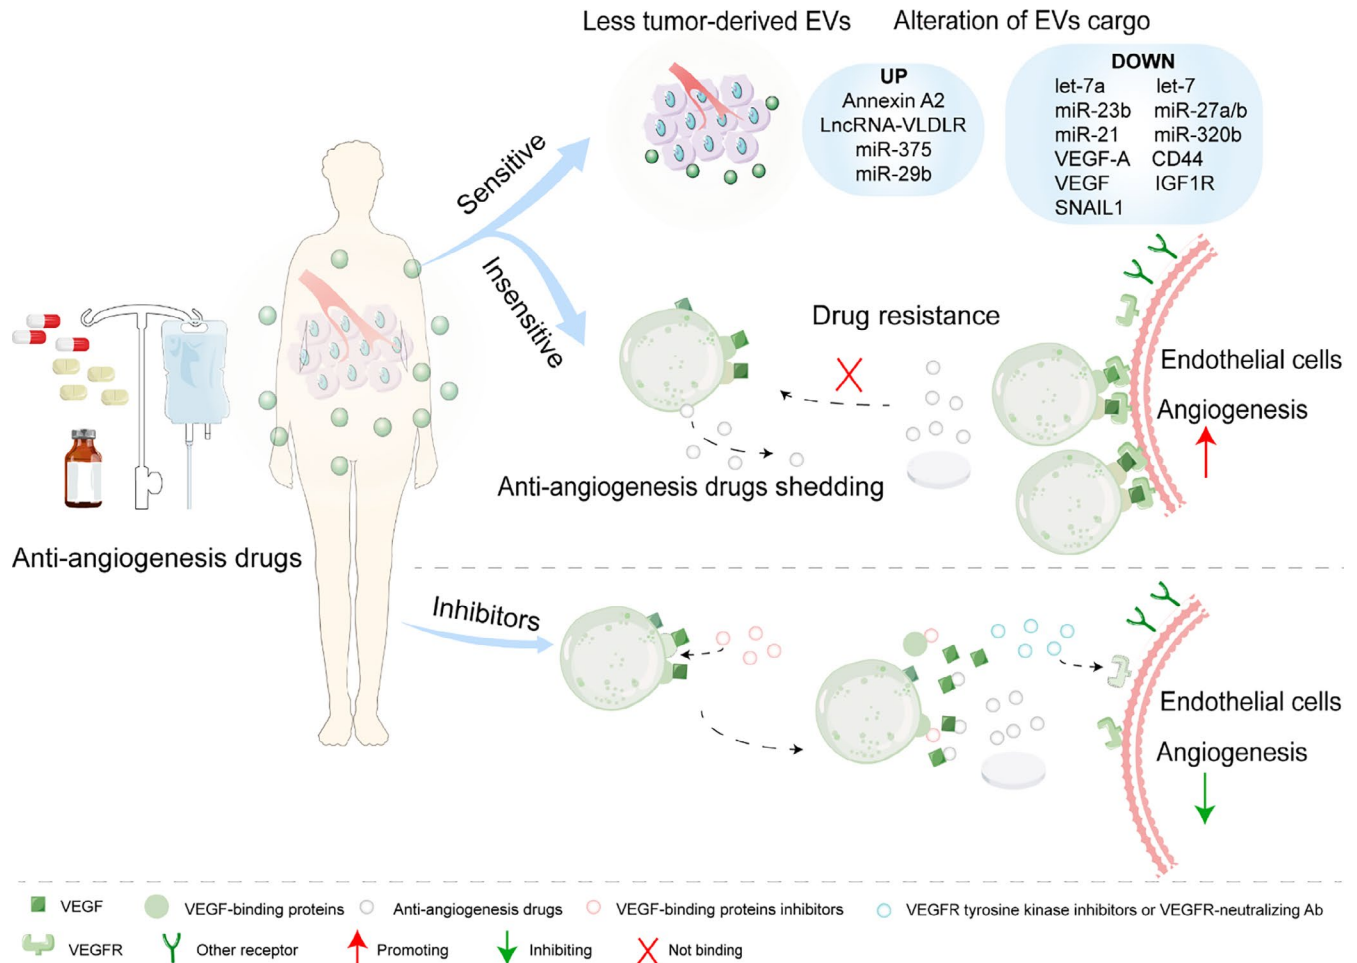 Less tumor-derived EVs
Alteration of EVs cargo
UP
Annexin A2
LncRNA-VLDLR
miR-375
miR-29b
DOWN
let-7a let-7
miR-23b miR-27a/b
miR-21 miR-320b
VEGF-A CD44
VEGF IGF1R
SNAIL1
Sensitive
Insensitive
Drug resistance
Endothelial cells
Angiogenesis
Anti-angiogenesis drugs shedding
Anti-angiogenesis drugs
Inhibitors
Endothelial cells
Angiogenesis
VEGF
VEGF-binding proteins
Anti-angiogenesis drugs
VEGF-binding proteins inhibitors
VEGFR tyrosine kinase inhibitors or VEGFR-neutralizing Ab
VEGFR
Other receptor
Promoting
Inhibiting
Not binding